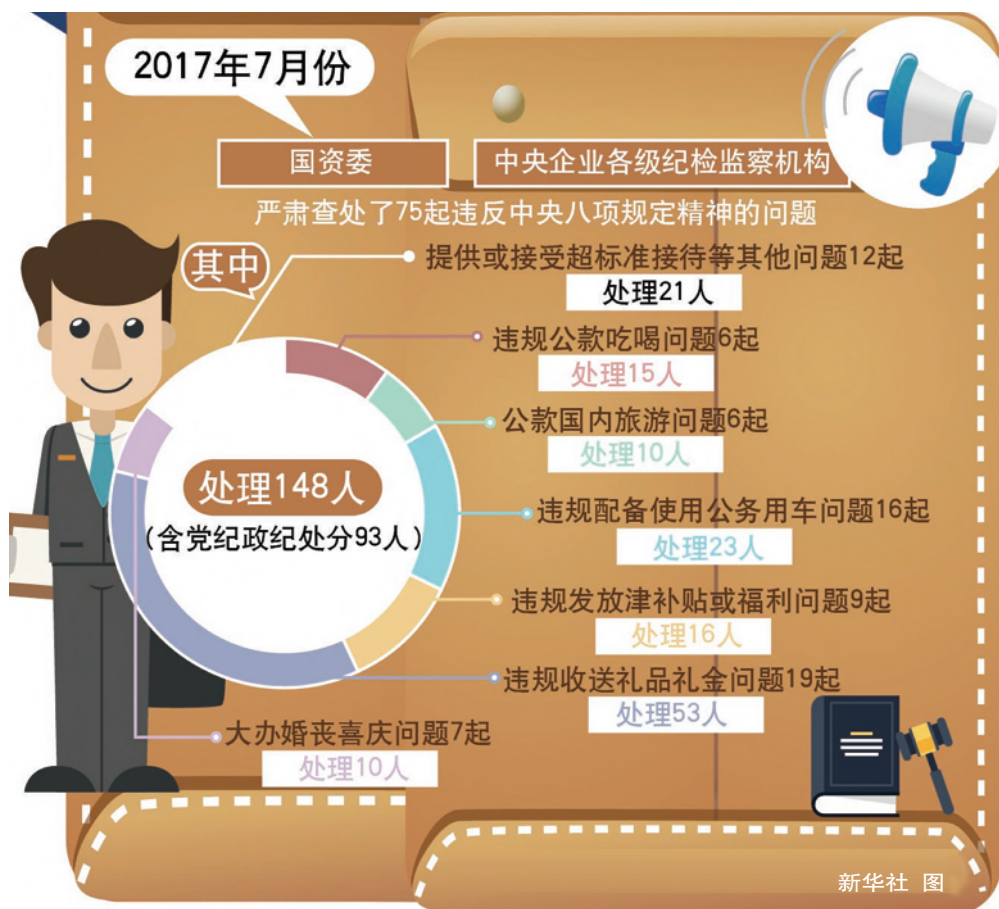 2017年7月份
国资委
中央企业各级纪检监察机构
严肃查处了75起违反中央八项规定精神的问题
其中
提供或接受超标准接待等其他问题12起
处理21人
违规公款吃喝问题6起
处理15人
公款国内旅游问题6起
处理10人
违规配备使用公务用车问题16起
处理23人
违规发放津补贴或福利问题9起
处理16人
违规收送礼品礼金问题19起
处理53人
大办婚丧喜庆问题7起
处理10人
处理148人
(含党纪政纪处分93人)
新华社 图